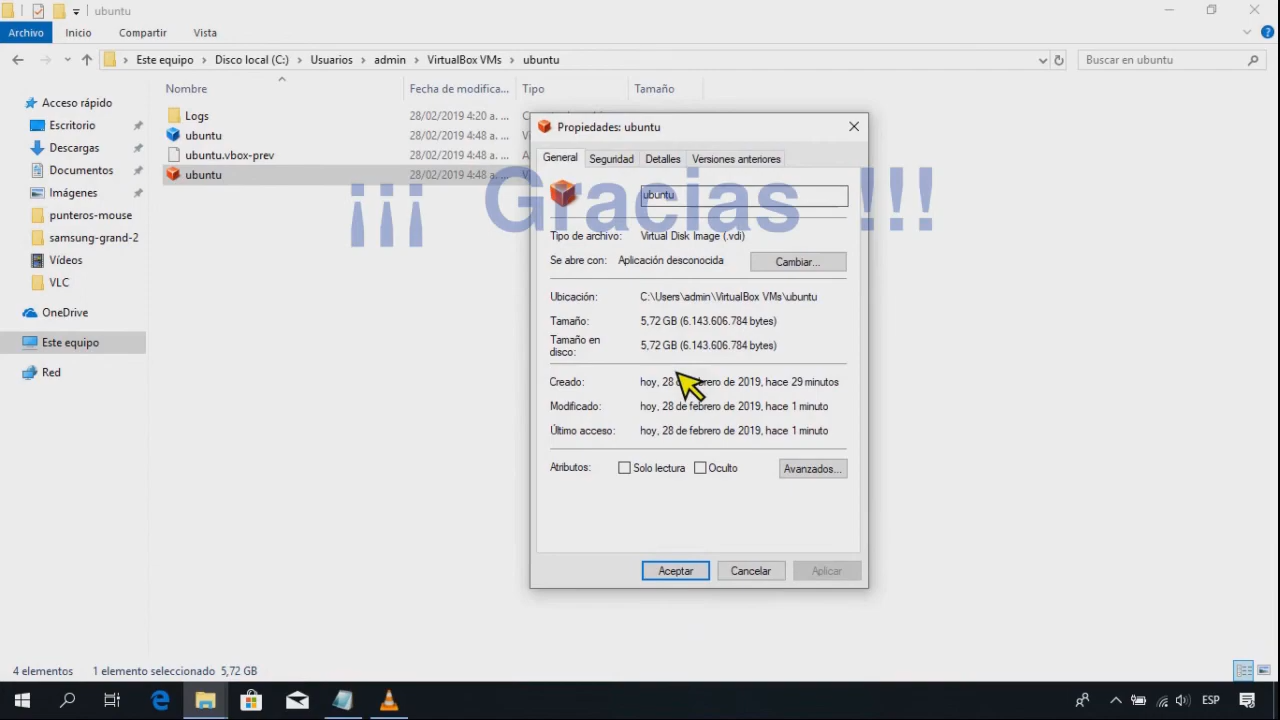 ubuntu
Archivo Inicio Compartir Vista
Este equipo Disco local (C:) Usuarios admin VirtualBox VMs ubuntu
Buscar en ubuntu
Nombre Fecha de modifica... Tipo Tamaño
Acceso rápido
Escritorio
Descargas
Documentos
Imágenes
punteros-mouse
samsung-grand-2
Vídeos
VLC
OneDrive
Este equipo
Red
Logs 28/02/2019 4:20 a. ...
ubuntu 28/02/2019 4:48 a. ...
ubuntu.vbox-prev 28/02/2019 4:48 a. ...
ubuntu 28/02/2019 4:48 a. ...
Propiedades: ubuntu
General Seguridad Detalles Versiones anteriores
ubuntu
¡¡¡ Gracias !!!
Tipo de archivo: Virtual Disk Image (.vdi)
Se abre con: Aplicación desconocida Cambiar...
Ubicación: C:\Users\admin\VirtualBox VMs\ubuntu
Tamaño: 5,72 GB (6.143.606.784 bytes)
Tamaño en
disco: 5,72 GB (6.143.606.784 bytes)
Creado: hoy, 28 de febrero de 2019, hace 29 minutos
Modificado: hoy, 28 de febrero de 2019, hace 1 minuto
Último acceso: hoy, 28 de febrero de 2019, hace 1 minuto
Atributos: Solo lectura Oculto Avanzados...
Aceptar Cancelar Aplicar
4 elementos 1 elemento seleccionado 5,72 GB
ESP